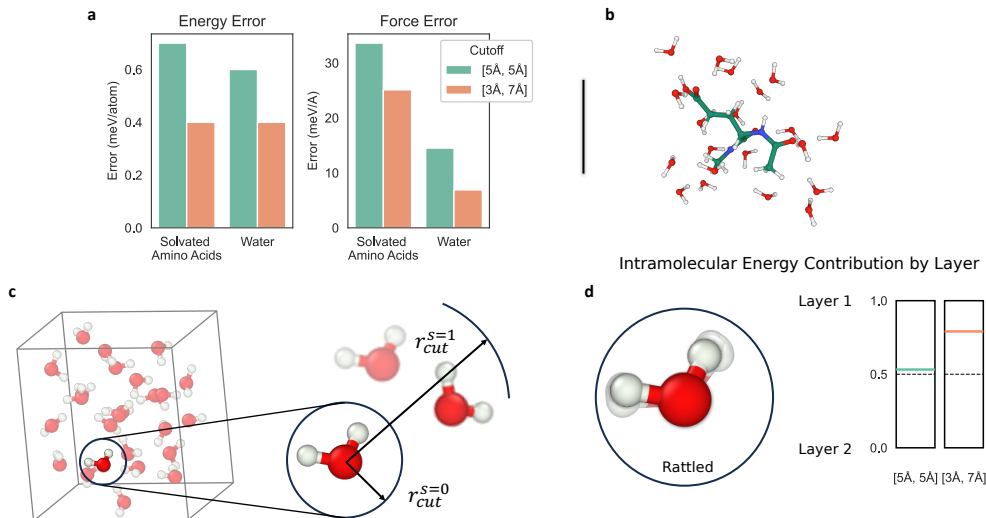 a
Energy Error
Error (meV/atom)
0.6
0.4
0.2
0.0
Solvated
Amino Acids
Water
Force Error
Error (meV/A)
30
20
10
0
Solvated
Amino Acids
Water
Cutoff
[5Å, 5Å]
[3Å, 7Å]
b
c
r_{cut}^{s=1}
r_{cut}^{s=0}
Intramolecular Energy Contribution by Layer
d
Rattled
Layer 1
Layer 2
1.0
0.5
0.0
[5Å, 5Å]
[3Å, 7Å]